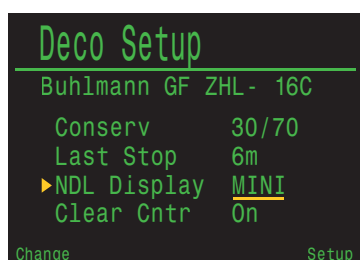 Deco Setup
Buhlmann GF ZHL- 16C
Conserv 30/70
Last Stop 6m
NDL Display MINI
Clear Cntr On
Change Setup